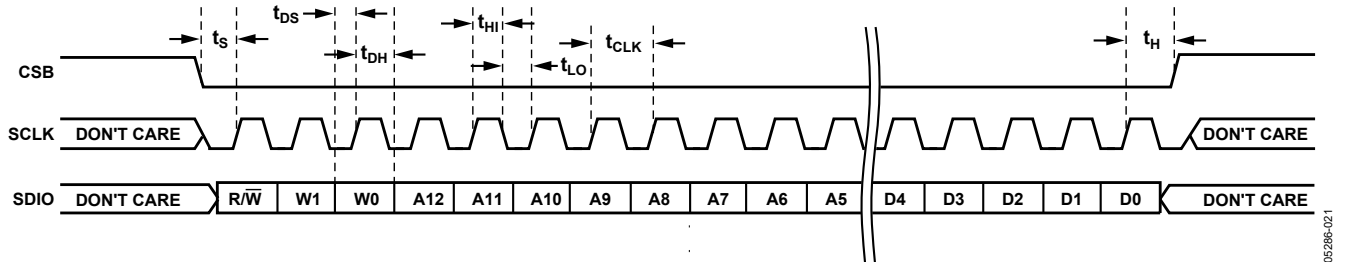 tDS
tHI
tS
tCLK
tH
tDH
tLO
CSB
SCLK DON'T CARE DON'T CARE
SDIO DON'T CARE R/W̅ W1 W0 A12 A11 A10 A9 A8 A7 A6 A5 D4 D3 D2 D1 D0 DON'T CARE
05286-021